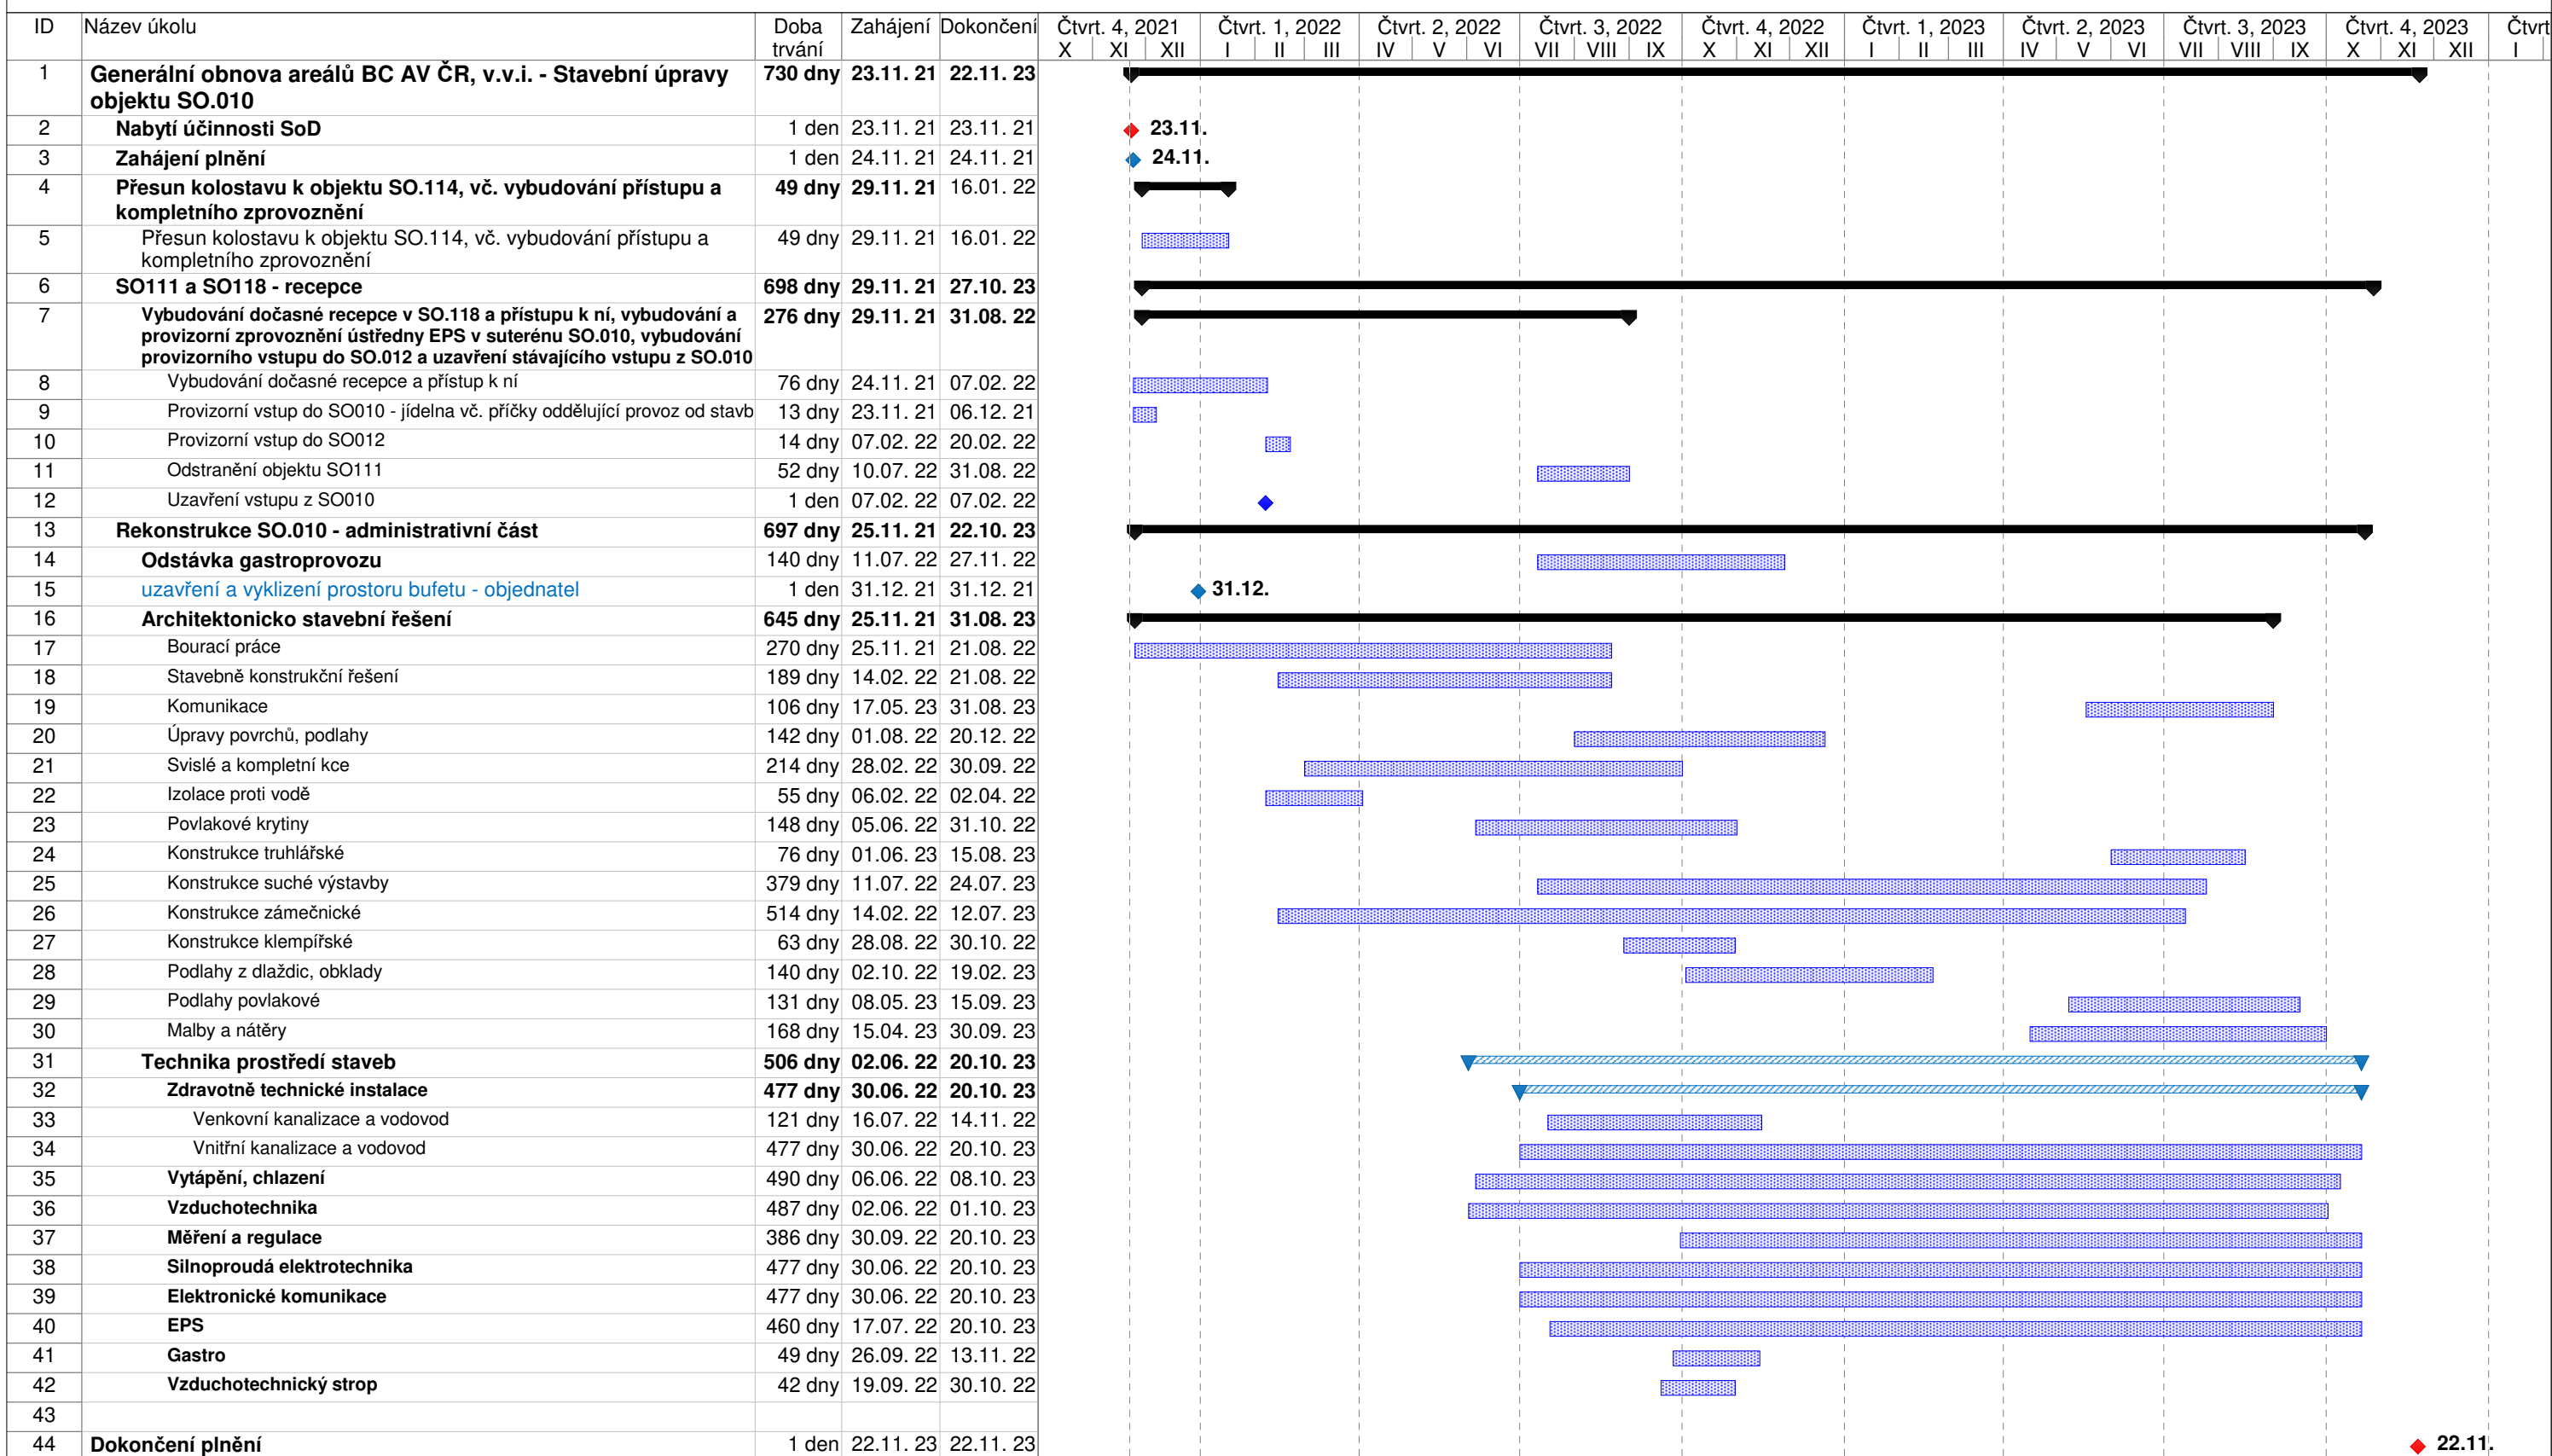 ID Název úkolu Doba trvání Zahájení Dokončení Čtvrt. 4, 2021 Čtvrt. 1, 2022 Čtvrt. 2, 2022 Čtvrt. 3, 2022 Čtvrt. 4, 2022 Čtvrt. 1, 2023 Čtvrt. 2, 2023 Čtvrt. 3, 2023 Čtvrt. 4, 2023 Čtvrt
X XI XII I II III IV V VI VII VIII IX X XI XII I II III IV V VI VII VIII IX X XI XII I
1 Generální obnova areálů BC AV ČR, v.v.i. - Stavební úpravy 730 dny 23.11. 21 22.11. 23
objektu SO.010
2 Nabytí účinnosti SoD 1 den 23.11. 21 23.11. 21 23.11.
3 Zahájení plnění 1 den 24.11. 21 24.11. 21 24.11.
4 Přesun kolostavu k objektu SO.114, vč. vybudování přístupu a 49 dny 29.11. 21 16.01. 22
kompletního zprovoznění
5 Přesun kolostavu k objektu SO.114, vč. vybudování přístupu a 49 dny 29.11. 21 16.01. 22
kompletního zprovoznění
6 SO111 a SO118 - recepce 698 dny 29.11. 21 27.10. 23
7 Vybudování dočasné recepce v SO.118 a přístupu k ní, vybudování a 276 dny 29.11. 21 31.08. 22
provizorní zprovoznění ústředny EPS v suterénu SO.010, vybudování
provizorního vstupu do SO.012 a uzavření stávajícího vstupu z SO.010
8 Vybudování dočasné recepce a přístup k ní 76 dny 24.11. 21 07.02. 22
9 Provizorní vstup do SO010 - jídelna vč. příčky oddělující provoz od stavb 13 dny 23.11. 21 06.12. 21
10 Provizorní vstup do SO012 14 dny 07.02. 22 20.02. 22
11 Odstranění objektu SO111 52 dny 10.07. 22 31.08. 22
12 Uzavření vstupu z SO010 1 den 07.02. 22 07.02. 22
13 Rekonstrukce SO.010 - administrativní část 697 dny 25.11. 21 22.10. 23
14 Odstávka gastroprovozu 140 dny 11.07. 22 27.11. 22
15 uzavření a vyklizení prostoru bufetu - objednatel 1 den 31.12. 21 31.12. 21 31.12.
16 Architektonicko stavební řešení 645 dny 25.11. 21 31.08. 23
17 Bourací práce 270 dny 25.11. 21 21.08. 22
18 Stavebně konstrukční řešení 189 dny 14.02. 22 21.08. 22
19 Komunikace 106 dny 17.05. 23 31.08. 23
20 Úpravy povrchů, podlahy 142 dny 01.08. 22 20.12. 22
21 Svislé a kompletní kce 214 dny 28.02. 22 30.09. 22
22 Izolace proti vodě 55 dny 06.02. 22 02.04. 22
23 Povlakové krytiny 148 dny 05.06. 22 31.10. 22
24 Konstrukce truhlářské 76 dny 01.06. 23 15.08. 23
25 Konstrukce suché výstavby 379 dny 11.07. 22 24.07. 23
26 Konstrukce zámečnické 514 dny 14.02. 22 12.07. 23
27 Konstrukce klempířské 63 dny 28.08. 22 30.10. 22
28 Podlahy z dlaždic, obklady 140 dny 02.10. 22 19.02. 23
29 Podlahy povlakové 131 dny 08.05. 23 15.09. 23
30 Malby a nátěry 168 dny 15.04. 23 30.09. 23
31 Technika prostředí staveb 506 dny 02.06. 22 20.10. 23
32 Zdravotně technické instalace 477 dny 30.06. 22 20.10. 23
33 Venkovní kanalizace a vodovod 121 dny 16.07. 22 14.11. 22
34 Vnitřní kanalizace a vodovod 477 dny 30.06. 22 20.10. 23
35 Vytápění, chlazení 490 dny 06.06. 22 08.10. 23
36 Vzduchotechnika 487 dny 02.06. 22 01.10. 23
37 Měření a regulace 386 dny 30.09. 22 20.10. 23
38 Silnoproudá elektrotechnika 477 dny 30.06. 22 20.10. 23
39 Elektronické komunikace 477 dny 30.06. 22 20.10. 23
40 EPS 460 dny 17.07. 22 20.10. 23
41 Gastro 49 dny 26.09. 22 13.11. 22
42 Vzduchotechnický strop 42 dny 19.09. 22 30.10. 22
43
44 Dokončení plnění 1 den 22.11. 23 22.11. 23 22.11.